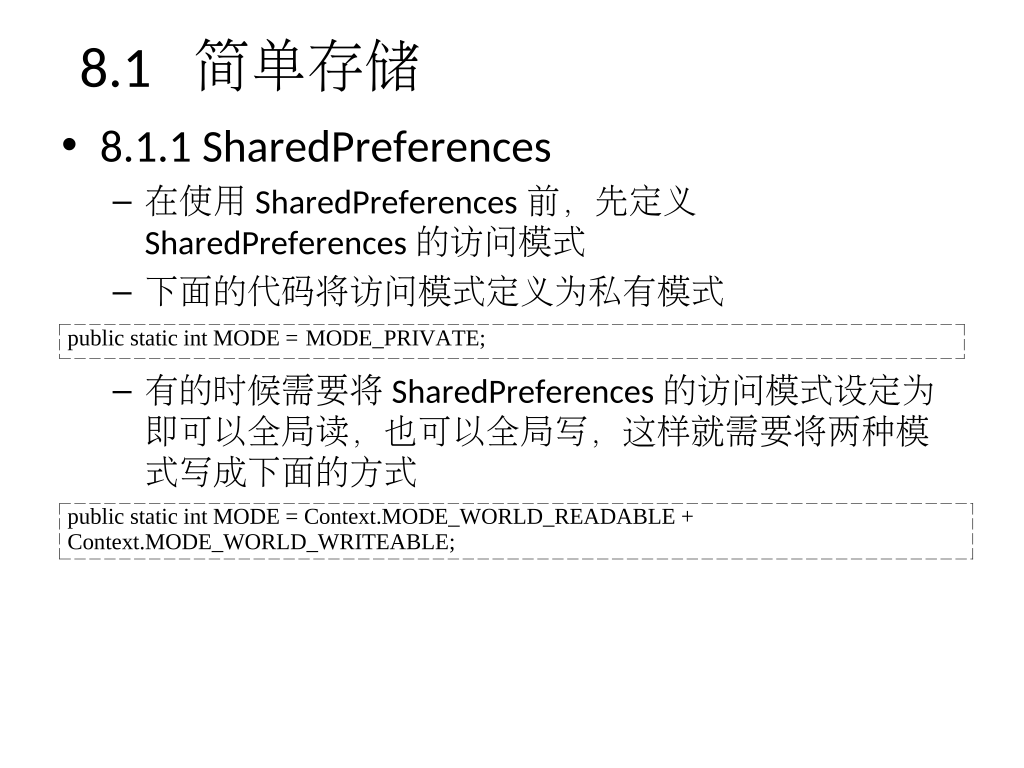 8.1 简单存储
• 8.1.1 SharedPreferences
– 在使用 SharedPreferences 前，先定义
SharedPreferences 的访问模式
– 下面的代码将访问模式定义为私有模式
public static int MODE = MODE_PRIVATE;
– 有的时候需要将 SharedPreferences 的访问模式设定为
即可以全局读，也可以全局写，这样就需要将两种模
式写成下面的方式
public static int MODE = Context.MODE_WORLD_READABLE +
Context.MODE_WORLD_WRITEABLE;